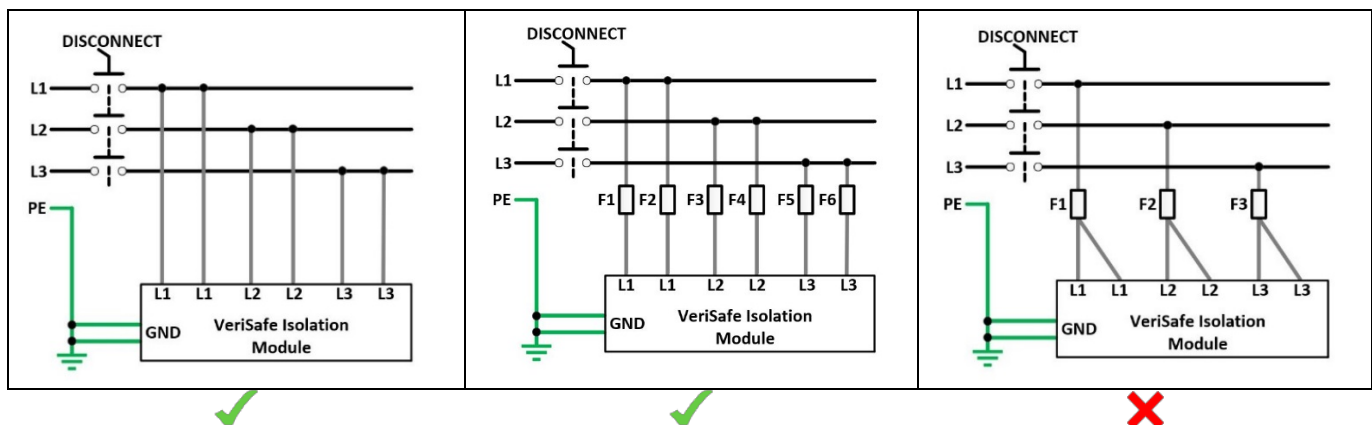 DISCONNECT
L1
L2
L3
PE
L1 L1 L2 L2 L3 L3
GND
VeriSafe Isolation
Module
DISCONNECT
L1
L2
L3
PE
F1 F2 F3 F4 F5 F6
L1 L1 L2 L2 L3 L3
GND
VeriSafe Isolation
Module
DISCONNECT
L1
L2
L3
PE
F1 F2 F3
L1 L1 L2 L2 L3 L3
GND
VeriSafe Isolation
Module